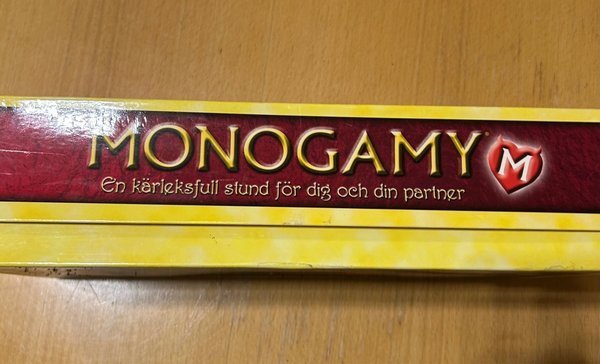 MONOGAMY® M
En kärleksfull stund för dig och din partner